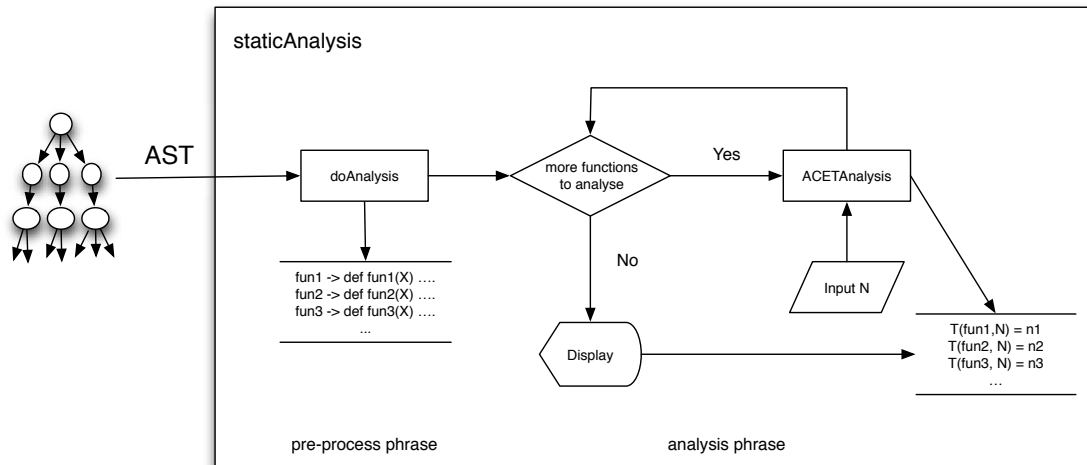 staticAnalysis
AST
doAnalysis
more functions
to analyse
Yes
ACETAnalysis
No
Input N
fun1 -> def fun1(X) ....
fun2 -> def fun2(X) ....
fun3 -> def fun3(X) ....
...
Display
T(fun1,N) = n1
T(fun2, N) = n2
T(fun3, N) = n3
...
pre-process phrase
analysis phrase